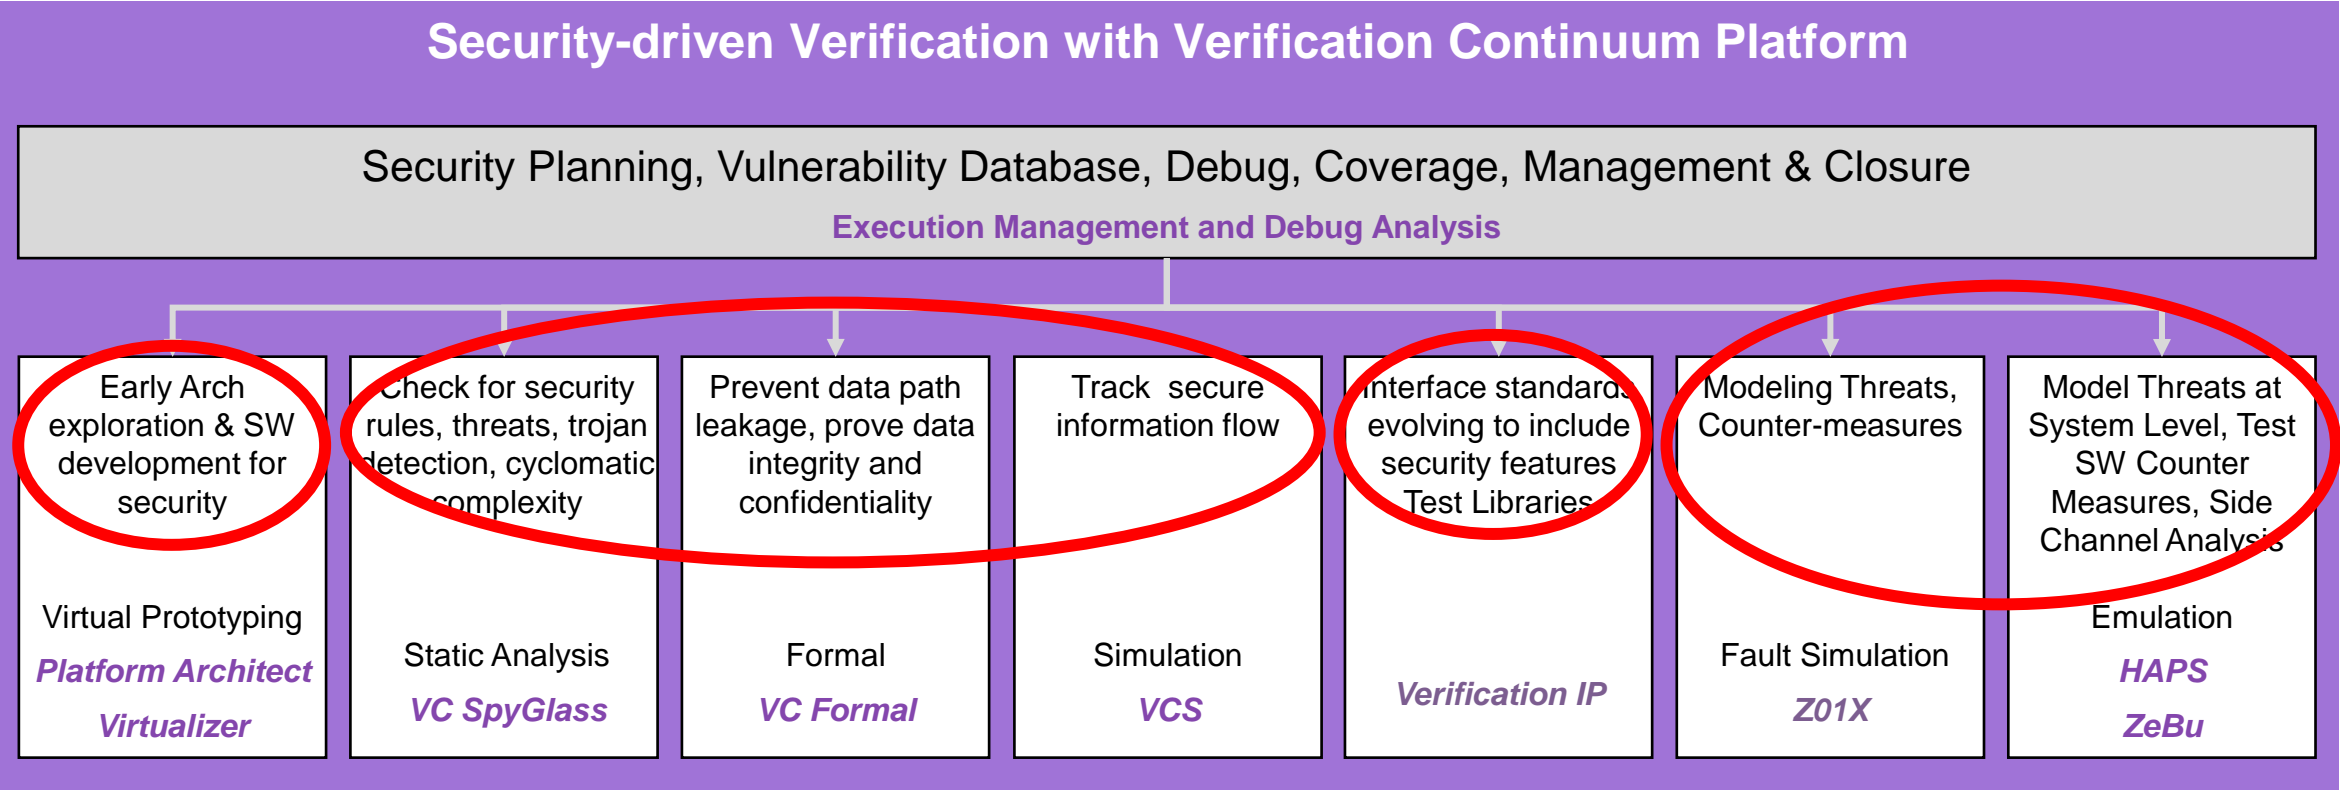 Security-driven Verification with Verification Continuum Platform
Security Planning, Vulnerability Database, Debug, Coverage, Management & Closure
Execution Management and Debug Analysis
Early Arch
exploration & SW
development for
security
Virtual Prototyping
Platform Architect
Virtualizer
Check for security
rules, threats, trojan
detection, cyclomatic
complexity
Static Analysis
VC SpyGlass
Prevent data path
leakage, prove data
integrity and
confidentiality
Formal
VC Formal
Track secure
information flow
Simulation
VCS
Interface standards
evolving to include
security features
Test Libraries
Verification IP
Modeling Threats,
Counter-measures
Fault Simulation
Z01X
Model Threats at
System Level, Test
SW Counter
Measures, Side
Channel Analysis
Emulation
HAPS
ZeBu